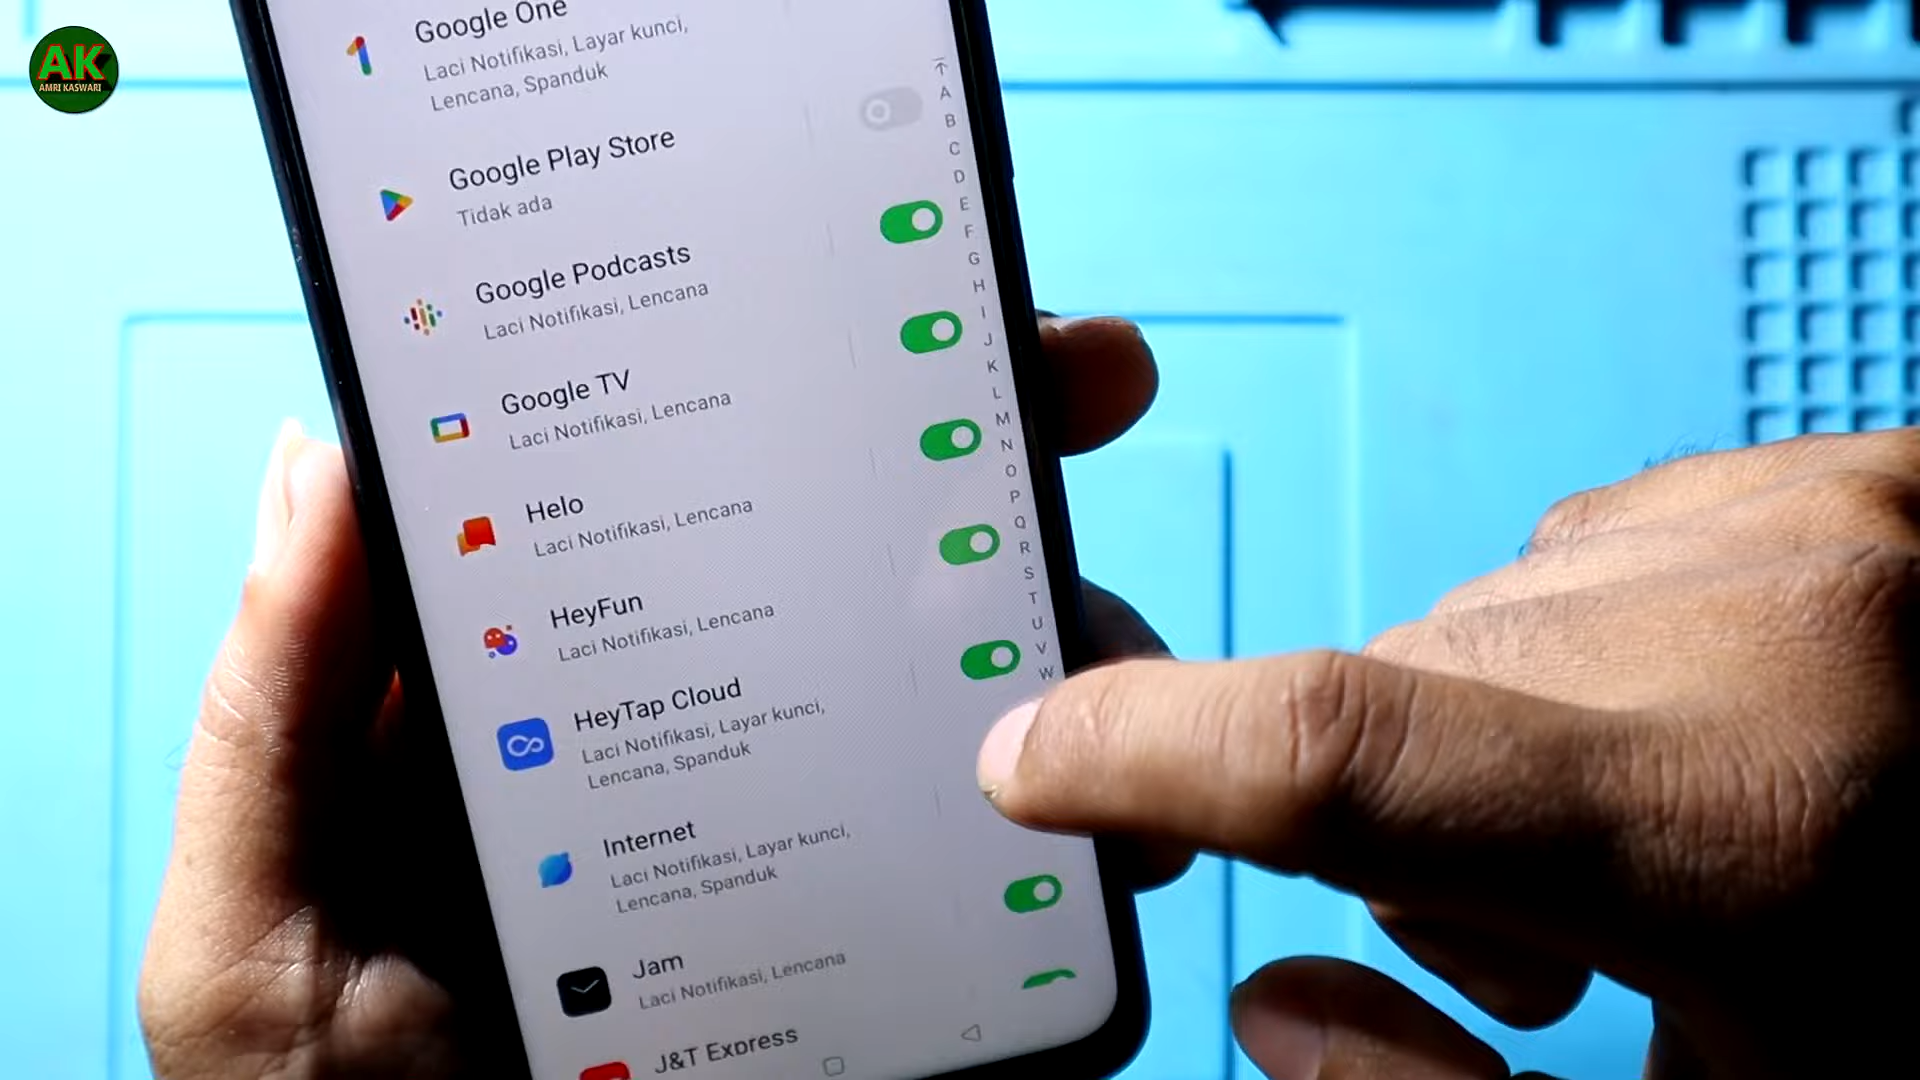 AK
AMRI KASWARI
Google One
Laci Notifikasi, Layar kunci,
Lencana, Spanduk
Google Play Store
Tidak ada
Google Podcasts
Laci Notifikasi, Lencana
Google TV
Laci Notifikasi, Lencana
Helo
Laci Notifikasi, Lencana
HeyFun
Laci Notifikasi, Lencana
HeyTap Cloud
Laci Notifikasi, Layar kunci,
Lencana, Spanduk
Internet
Laci Notifikasi, Layar kunci,
Lencana, Spanduk
Jam
Laci Notifikasi, Lencana
J&T Express
A
B
C
D
E
F
G
H
I
J
K
L
M
N
O
P
Q
R
S
T
U
V
W